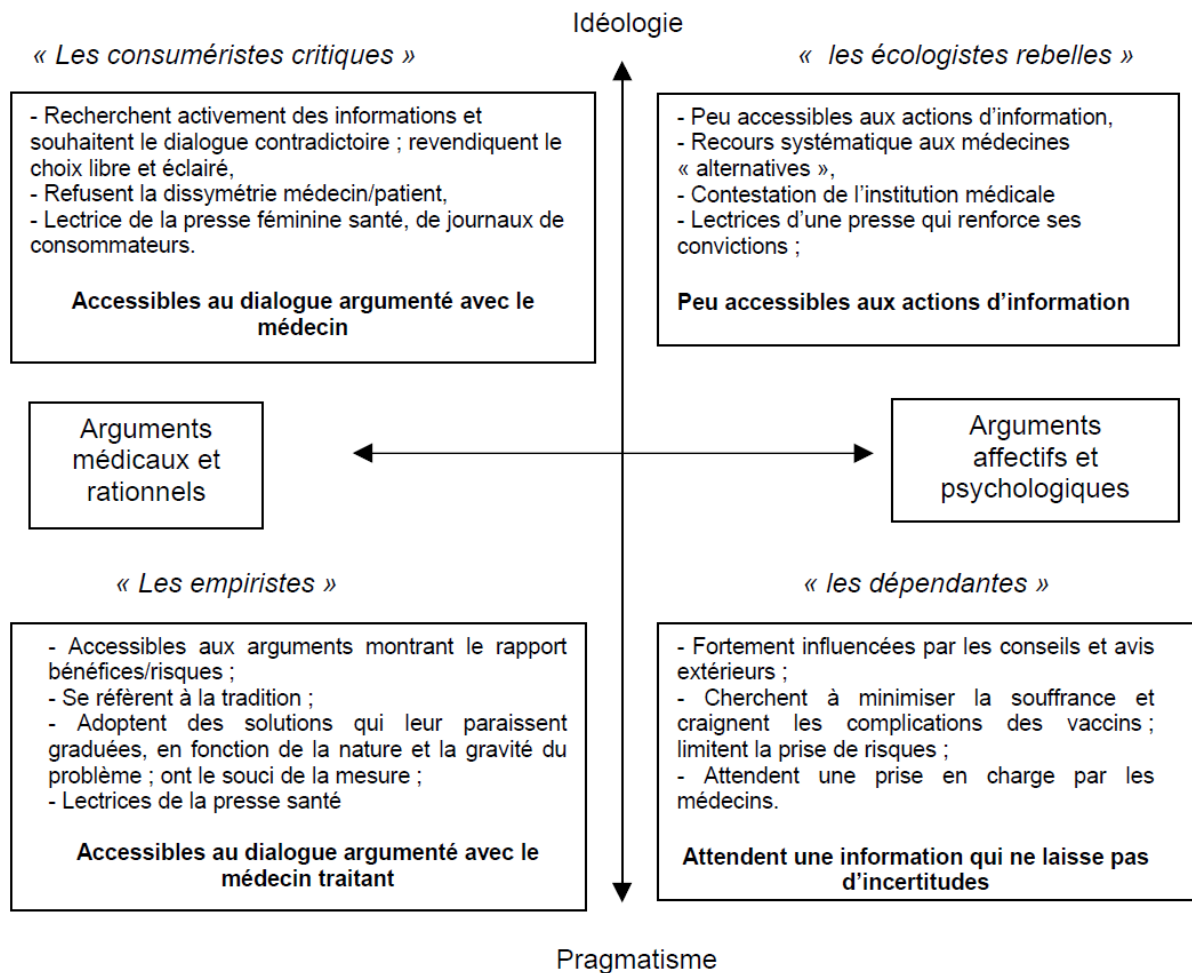 Idéologie
« Les consuméristes critiques »
« les écologistes rebelles »
- Recherchent activement des informations et
souhaitent le dialogue contradictoire ; revendiquent le
choix libre et éclairé,
- Refusent la dissymétrie médecin/patient,
- Lectrice de la presse féminine santé, de journaux de
consommateurs.
Accessibles au dialogue argumenté avec le
médecin
- Peu accessibles aux actions d’information,
- Recours systématique aux médecines
« alternatives »,
- Contestation de l’institution médicale
- Lectrices d’une presse qui renforce ses
convictions ;
Peu accessibles aux actions d’information
Arguments
médicaux et
rationnels
Arguments
affectifs et
psychologiques
« Les empiristes »
« les dépendantes »
- Accessibles aux arguments montrant le rapport
bénéfices/risques ;
- Se réfèrent à la tradition ;
- Adoptent des solutions qui leur paraissent
graduées, en fonction de la nature et la gravité du
problème ; ont le souci de la mesure ;
- Lectrices de la presse santé
Accessibles au dialogue argumenté avec le
médecin traitant
- Fortement influencées par les conseils et avis
extérieurs ;
- Cherchent à minimiser la souffrance et
craignent les complications des vaccins ;
limitent la prise de risques ;
- Attendent une prise en charge par les
médecins.
Attendent une information qui ne laisse pas
d’incertitudes
Pragmatisme